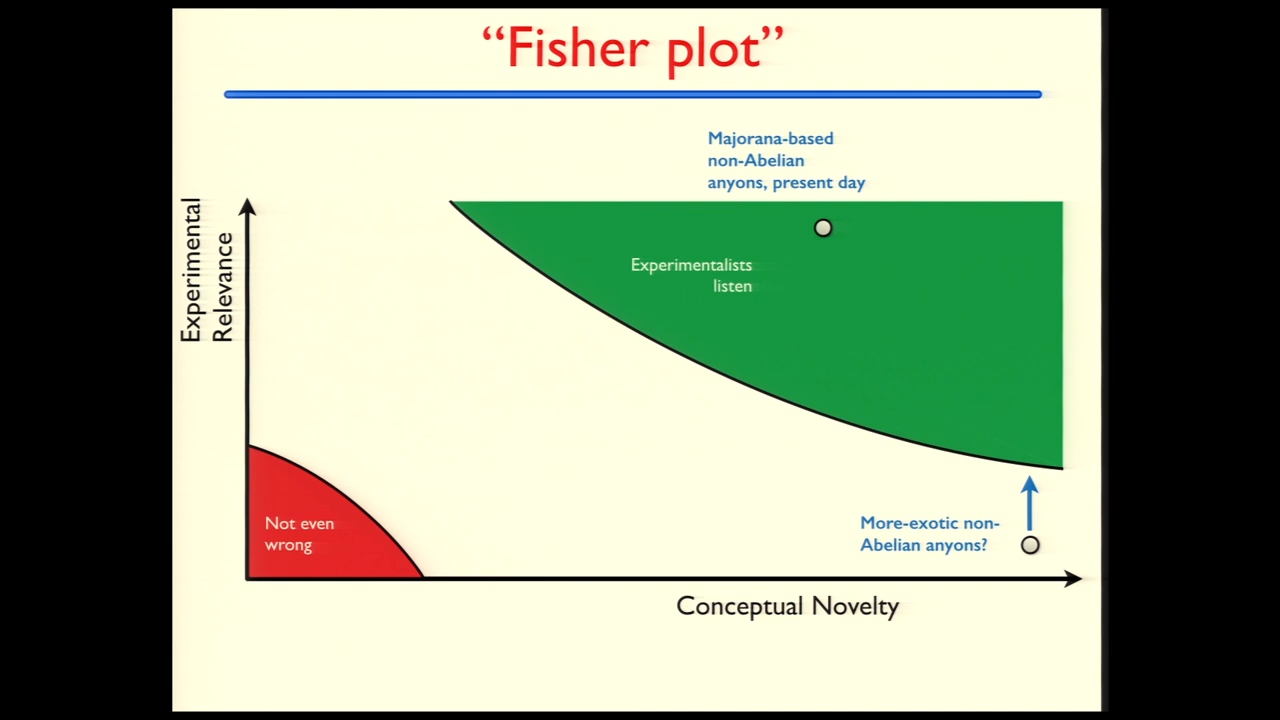 “Fisher plot”
Majorana-based
non-Abelian
anyons, present day
Experimental
Relevance
Experimentalists
listen
Not even
wrong
More-exotic non-
Abelian anyons?
Conceptual Novelty